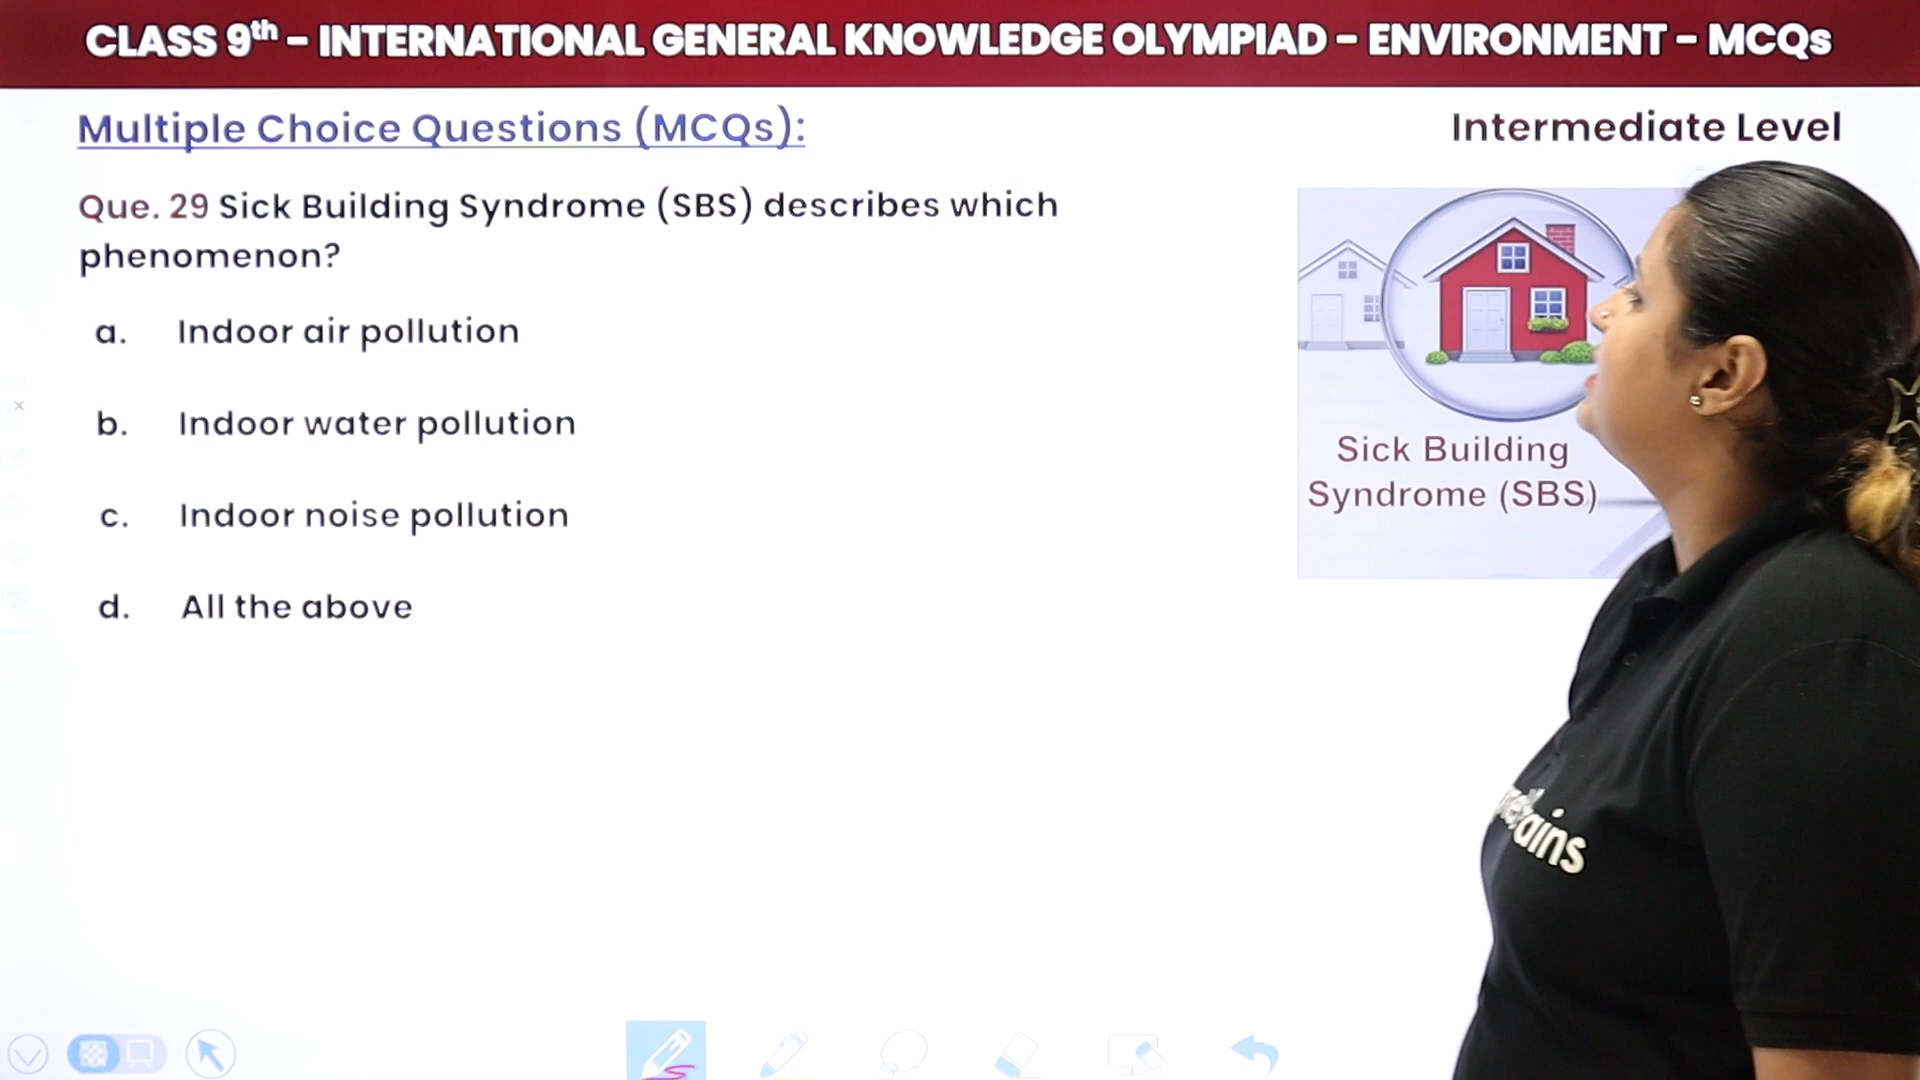 CLASS 9th – INTERNATIONAL GENERAL KNOWLEDGE OLYMPIAD – ENVIRONMENT – MCQs
Multiple Choice Questions (MCQs):
Intermediate Level
Que. 29 Sick Building Syndrome (SBS) describes which
phenomenon?
a. Indoor air pollution
b. Indoor water pollution
c. Indoor noise pollution
d. All the above
Sick Building
Syndrome (SBS)